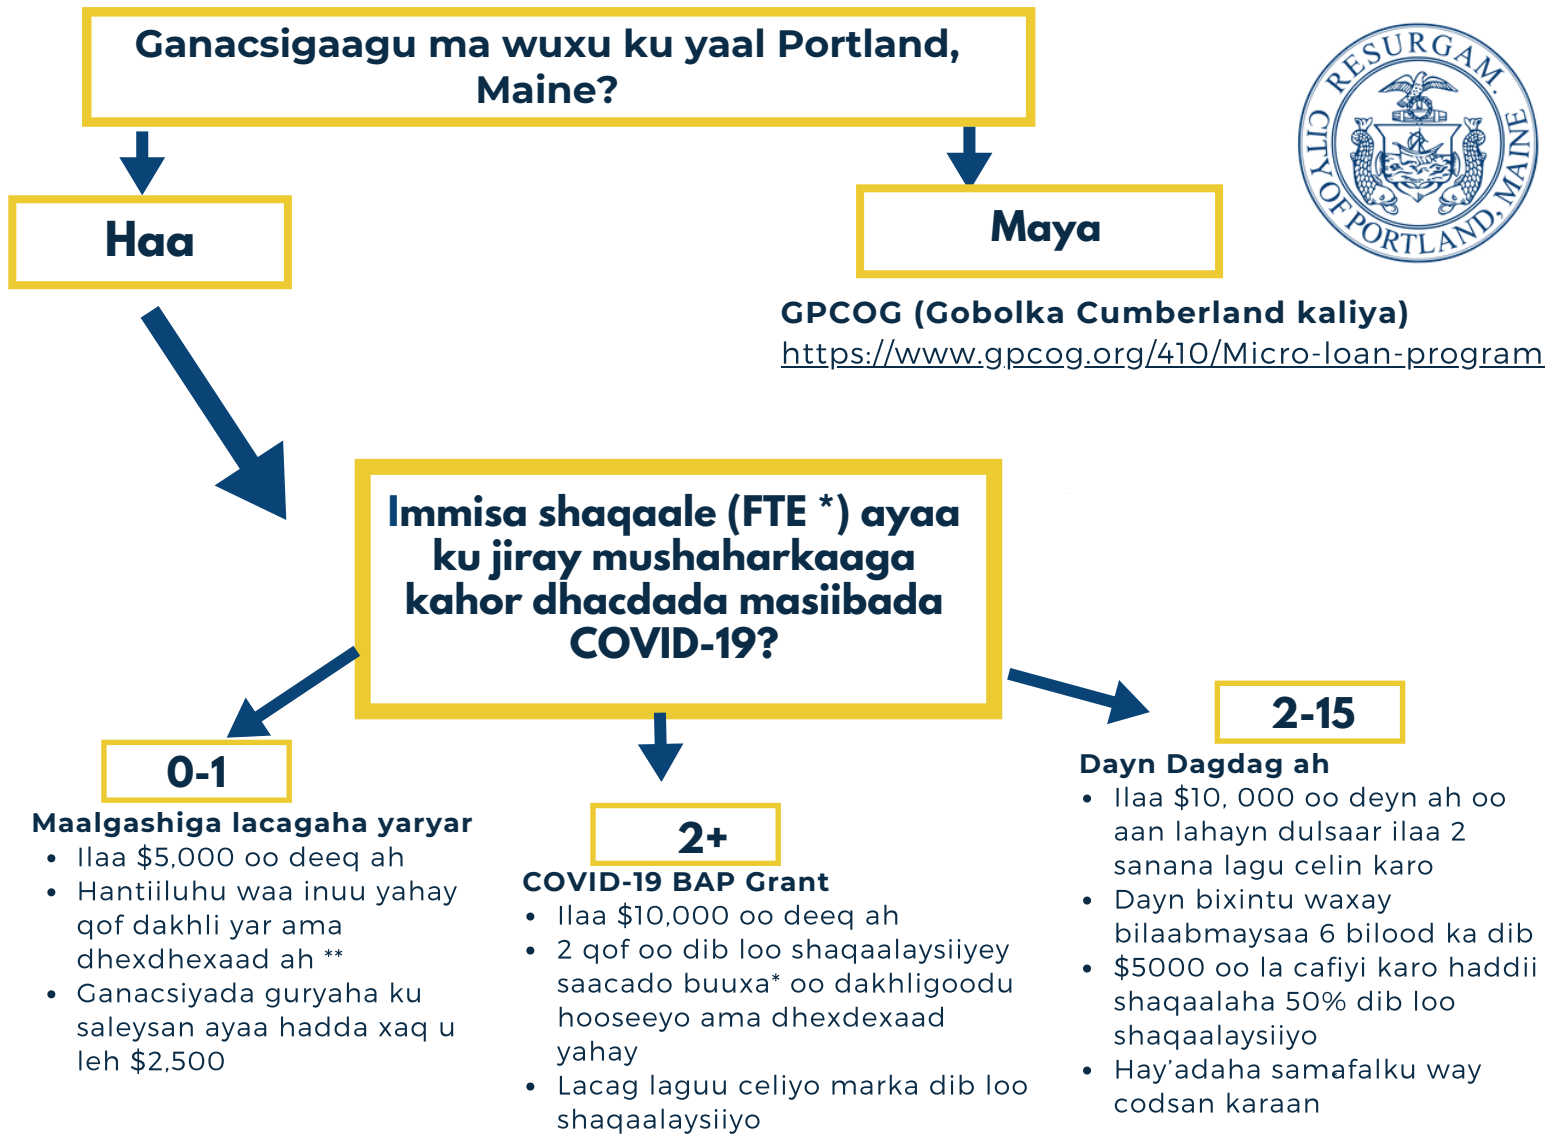 Ganacsigaagu ma wuxu ku yaal Portland,
Maine?
RESURGAM.
CITY OF PORTLAND, MAINE
Haa
Maya
GPCOG (Gobolka Cumberland kaliya)
https://www.gpcog.org/410/Micro-loan-program
Immisa shaqaale (FTE *) ayaa
ku jiray mushaharkaaga
kahor dhacdada masiibada
COVID-19?
0-1
Maalgashiga lacagaha yaryar
• Ilaa $5,000 oo deeq ah
• Hantiiluhu waa inuu yahay
qof dakhli yar ama
dhexdhexaad ah **
• Ganacsiyada guryaha ku
saleysan ayaa hadda xaq u
leh $2,500
2+
COVID-19 BAP Grant
• Ilaa $10,000 oo deeq ah
• 2 qof oo dib loo shaqaalaysiiyey
saacado buuxa* oo dakhligoodu
hooseeyo ama dhexdexaad
yahay
• Lacag laguu celiyo marka dib loo
shaqaalaysiiyo
2-15
Dayn Dagdag ah
• Ilaa $10, 000 oo deyn ah oo
aan lahayn dulsaar ilaa 2
sanana lagu celin karo
• Dayn bixintu waxay
bilaabmaysaa 6 bilood ka dib
• $5000 oo la cafiyi karo haddii
shaqaalaha 50% dib loo
shaqaalaysiiyo
• Hay’adaha samafalku way
codsan karaan